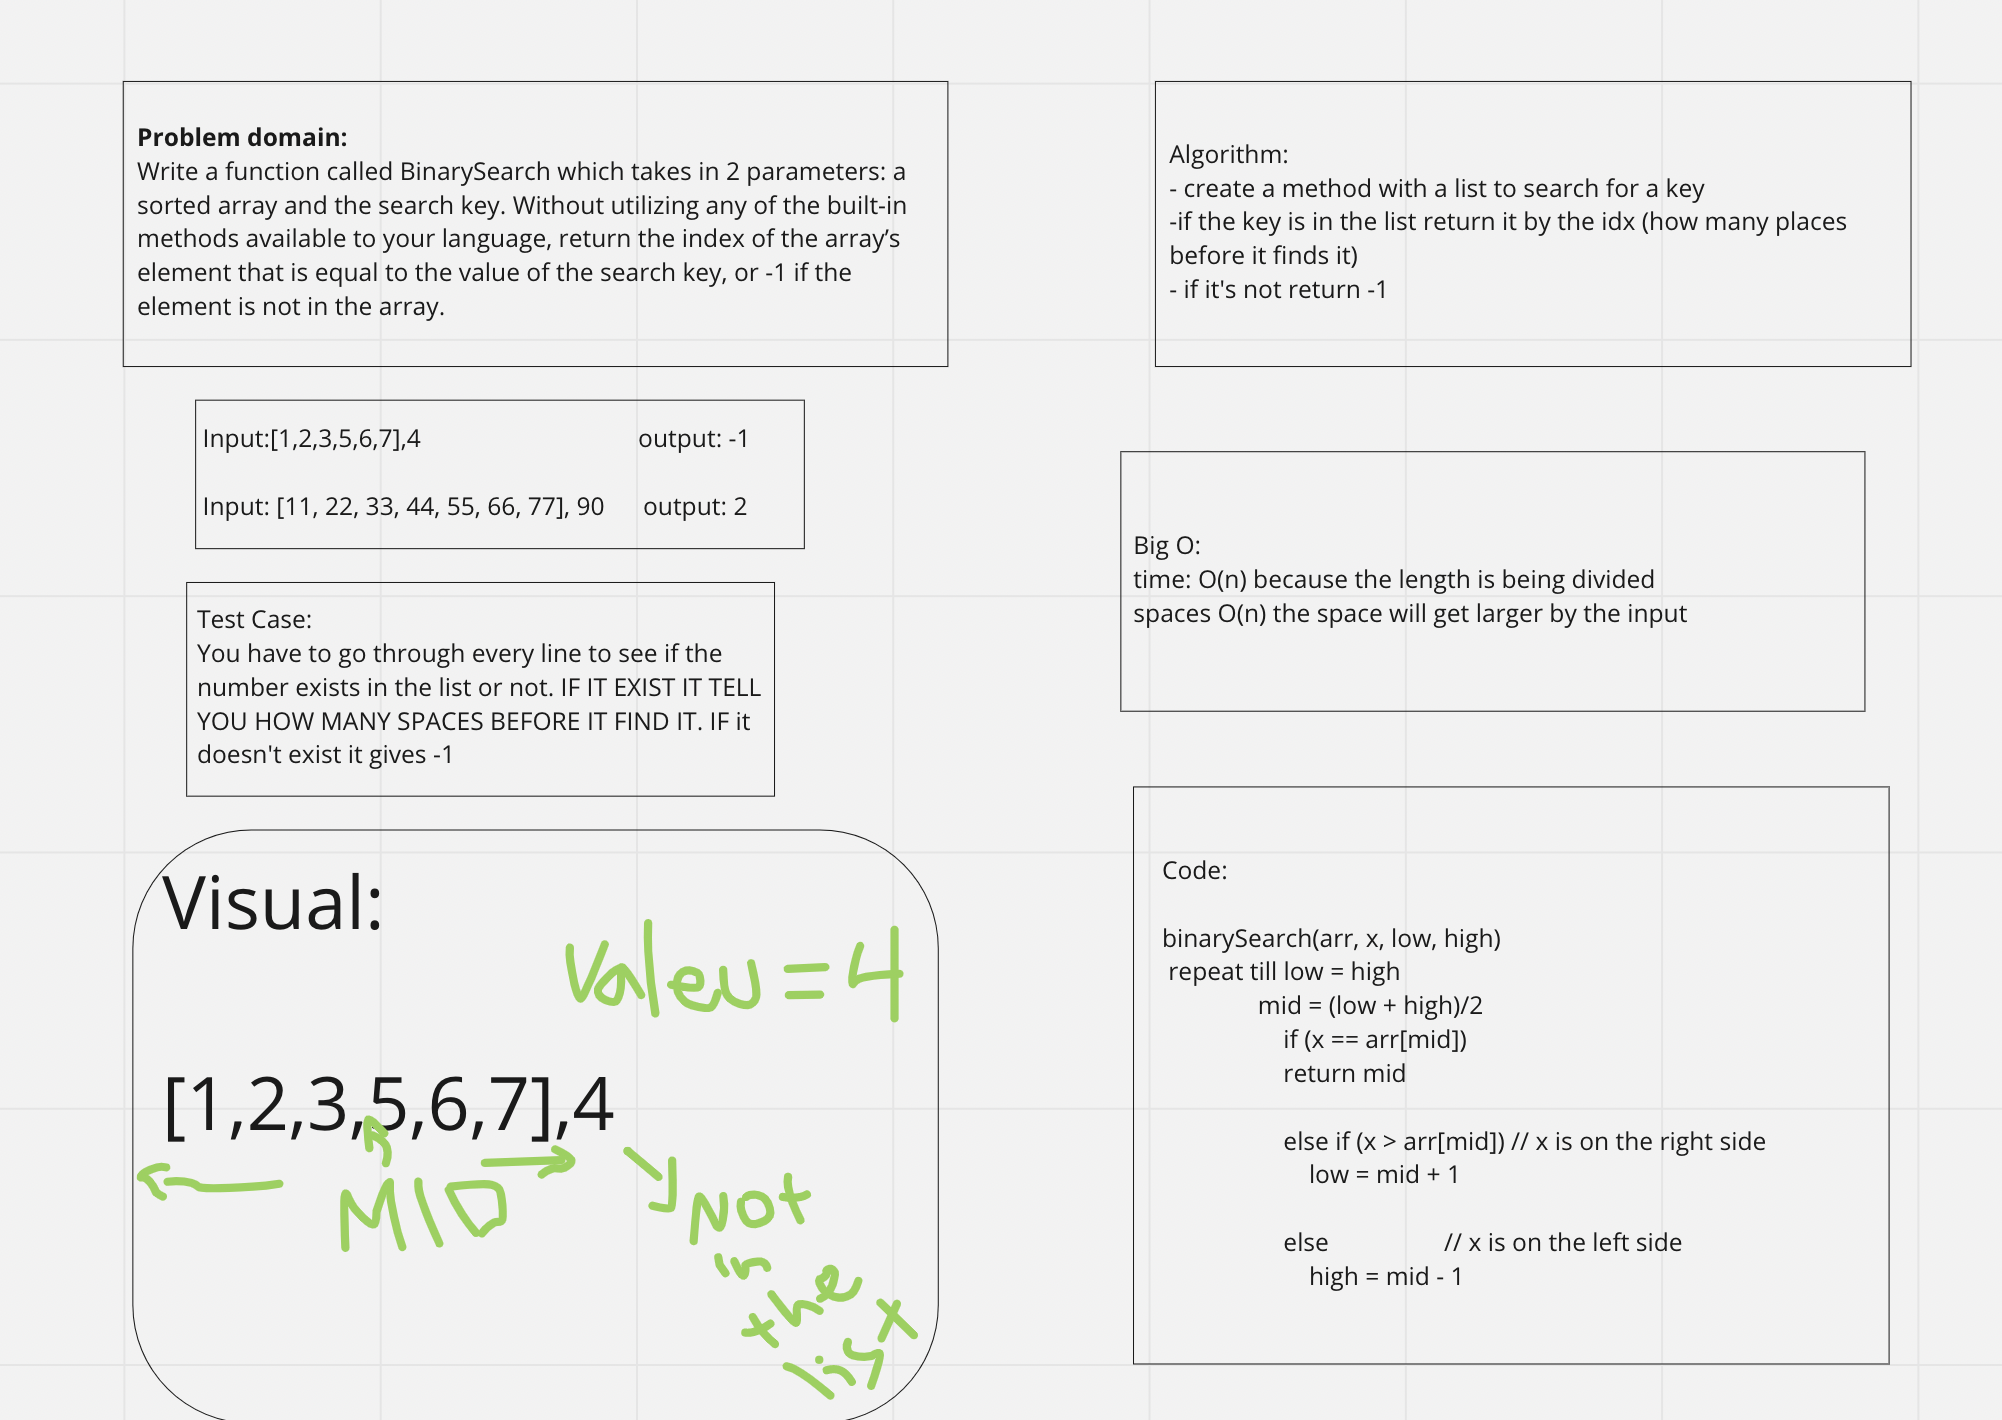 Problem domain:
Write a function called BinarySearch which takes in 2 parameters: a
sorted array and the search key. Without utilizing any of the built-in
methods available to your language, return the index of the array’s
element that is equal to the value of the search key, or -1 if the
element is not in the array.
Input:[1,2,3,5,6,7],4 output: -1
Input: [11, 22, 33, 44, 55, 66, 77], 90 output: 2
Test Case:
You have to go through every line to see if the
number exists in the list or not. IF IT EXIST IT TELL
YOU HOW MANY SPACES BEFORE IT FIND IT. IF it
doesn't exist it gives -1
Visual:
Valeu = 4
[1,2,3,5,6,7],4
MID
Not
in
the
list
Algorithm:
- create a method with a list to search for a key
-if the key is in the list return it by the idx (how many places
before it finds it)
- if it's not return -1
Big O:
time: O(n) because the length is being divided
spaces O(n) the space will get larger by the input
Code:
binarySearch(arr, x, low, high)
repeat till low = high
mid = (low + high)/2
if (x == arr[mid])
return mid
else if (x > arr[mid]) // x is on the right side
low = mid + 1
else // x is on the left side
high = mid - 1